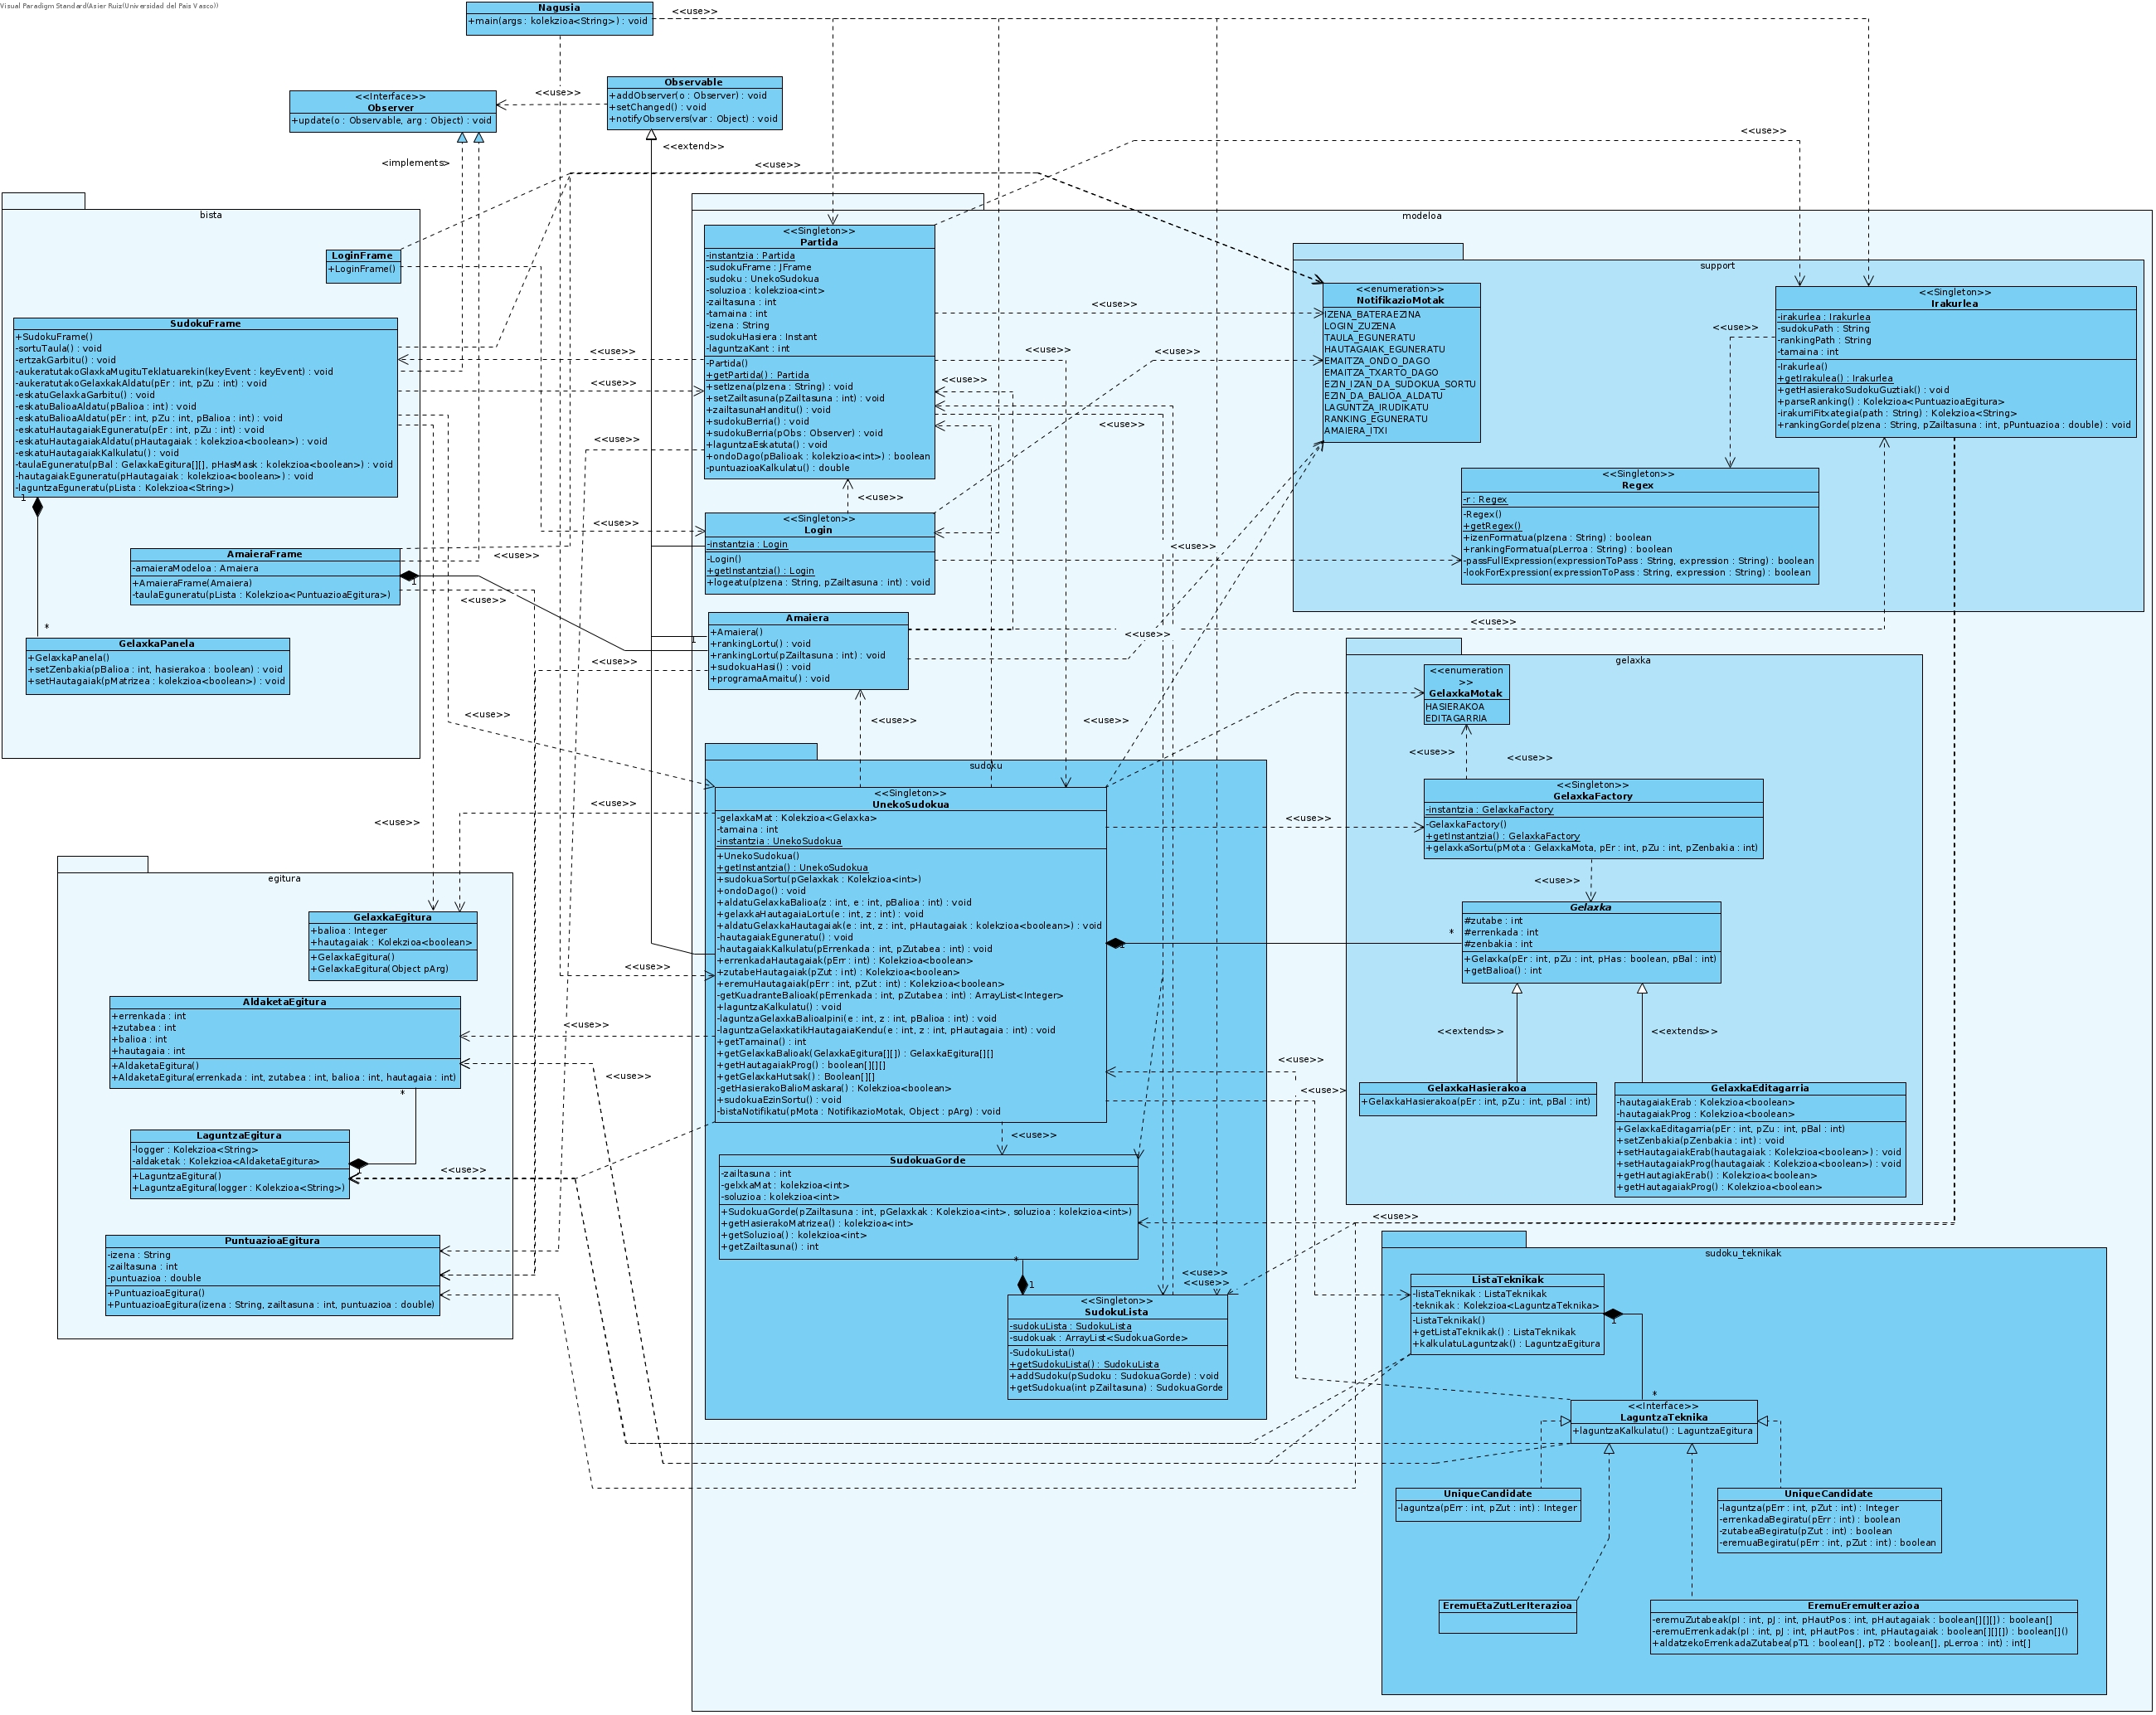 Visual Paradigm Standard(Asier Ruiz(Universidad del Pais Vasco))
Nagusia
+main(args : kolekzioa<String>) : void
<<use>>
<<Interface>>
Observer
+update(o : Observable, arg : Object) : void
<<use>>
Observable
+addObserver(o : Observer) : void
+setChanged() : void
+notifyObservers(var : Object) : void
<implements>
<<extend>>
<<use>>
<<use>>
bista
LoginFrame
+LoginFrame()
SudokuFrame
+SudokuFrame()
-sortuTaula() : void
-ertzakGarbitu() : void
-aukeratutakoGlaxkaMugituTeklatuarekin(keyEvent : keyEvent) : void
-aukeratutakoGelaxkakAldatu(pEr : int, pZu : int) : void
-eskatuGelaxkaGarbitu() : void
-eskatuBalioaAldatu(pBalioa : int) : void
-eskatuBalioaAldatu(pEr : int, pZu : int, pBalioa : int) : void
-eskatuHautagaiakEguneratu(pEr : int, pZu : int) : void
-eskatuHautagaiakAldatu(pHautagaiak : kolekzioa<boolean>) : void
-eskatuHautagaiakKalkulatu() : void
-taulaEguneratu(pBal : GelaxkaEgitura[][], pHasMask : kolekzioa<boolean>) : void
-hautagaiakEguneratu(pHautagaiak : kolekzioa<boolean>) : void
-laguntzaEguneratu(pLista : Kolekzioa<String>)
1
*
AmaieraFrame
-amaieraModeloa : Amaiera
+AmaieraFrame(Amaiera)
-taulaEguneratu(pLista : Kolekzioa<PuntuazioaEgitura>)
1
GelaxkaPanela
+GelaxkaPanela()
+setZenbakia(pBalioa : int, hasierakoa : boolean) : void
+setHautagaiak(pMatrizea : kolekzioa<boolean>) : void
<<use>>
<<use>>
<<use>>
<<use>>
<<use>>
<<use>>
<<use>>
<<use>>
modeloa
<<Singleton>>
Partida
-instantzia : Partida
-sudokuFrame : JFrame
-sudoku : UnekoSudokua
-soluzioa : kolekzioa<int>
-zailtasuna : int
-tamaina : int
-izena : String
-sudokuHasiera : Instant
-laguntzaKant : int
-Partida()
+getPartida() : Partida
+setIzena(pIzena : String) : void
+setZailtasuna(pZailtasuna : int) : void
+zailtasunaHanditu() : void
+sudokuBerria() : void
+sudokuBerria(pObs : Observer) : void
+laguntzaEskatuta() : void
+ondoDago(pBalioak : kolekzioa<int>) : boolean
-puntuazioaKalkulatu() : double
<<use>>
<<use>>
<<use>>
<<use>>
<<use>>
<<use>>
<<Singleton>>
Login
-instantzia : Login
-Login()
+getInstantzia() : Login
+logeatu(pIzena : String, pZailtasuna : int) : void
<<use>>
<<use>>
1
Amaiera
+Amaiera()
+rankingLortu() : void
+rankingLortu(pZailtasuna : int) : void
+sudokuaHasi() : void
+programaAmaitu() : void
<<use>>
<<use>>
<<use>>
<<use>>
support
<<enumeration>>
NotifikazioMotak
IZENA_BATERAEZINA
LOGIN_ZUZENA
TAULA_EGUNERATU
HAUTAGAIAK_EGUNERATU
EMAITZA_ONDO_DAGO
EMAITZA_TXARTO_DAGO
EZIN_IZAN_DA_SUDOKUA_SORTU
EZIN_DA_BALIOA_ALDATU
LAGUNTZA_IRUDIKATU
RANKING_EGUNERATU
AMAIERA_ITXI
<<use>>
<<Singleton>>
Irakurlea
-irakurlea : Irakurlea
-sudokuPath : String
-rankingPath : String
-tamaina : int
-Irakurlea()
+getIrakulea() : Irakurlea
+getHasierakoSudokuGuztiak() : void
+parseRanking() : Kolekzioa<PuntuazioaEgitura>
-irakurriFitxategia(path : String) : Kolekzioa<String>
+rankingGorde(pIzena : String, pZailtasuna : int, pPuntuazioa : double) : void
<<Singleton>>
Regex
-r : Regex
-Regex()
+getRegex()
+izenFormatua(pIzena : String) : boolean
+rankingFormatua(pLerroa : String) : boolean
-passFullExpression(expressionToPass : String, expression : String) : boolean
-lookForExpression(expressionToPass : String, expression : String) : boolean
gelaxka
<<enumeration
>>
GelaxkaMotak
HASIERAKOA
EDITAGARRIA
<<use>>
<<use>>
<<Singleton>>
GelaxkaFactory
-instantzia : GelaxkaFactory
-GelaxkaFactory()
+getInstantzia() : GelaxkaFactory
+gelaxkaSortu(pMota : GelaxkaMota, pEr : int, pZu : int, pZenbakia : int)
<<use>>
<<use>>
Gelaxka
#zutabe : int
#errenkada : int
#zenbakia : int
+Gelaxka(pEr : int, pZu : int, pHas : boolean, pBal : int)
+getBalioa() : int
*
<<extends>>
<<extends>>
GelaxkaHasierakoa
+GelaxkaHasierakoa(pEr : int, pZu : int, pBal : int)
GelaxkaEditagarria
-hautagaiakErab : Kolekzioa<boolean>
-hautagaiakProg : Kolekzioa<boolean>
+GelaxkaEditagarria(pEr : int, pZu : int, pBal : int)
+setZenbakia(pZenbakia : int) : void
+setHautagaiakErab(hautagaiak : Kolekzioa<boolean>) : void
+setHautagaiakProg(hautagaiak : Kolekzioa<boolean>) : void
+getHautagiakErab() : Kolekzioa<boolean>
+getHautagaiakProg() : Kolekzioa<boolean>
sudoku
<<Singleton>>
UnekoSudokua
-gelaxkaMat : Kolekzioa<Gelaxka>
-tamaina : int
-instantzia : UnekoSudokua
+UnekoSudokua()
+getInstantzia() : UnekoSudokua
+sudokuaSortu(pGelaxkak : Kolekzioa<int>)
+ondoDago() : void
+aldatuGelaxkaBalioa(z : int, e : int, pBalioa : int) : void
+gelaxkaHautagaiaLortu(e : int, z : int) : void
+aldatuGelaxkaHautagaiak(e : int, z : int, pHautagaiak : kolekzioa<boolean>) : void
-hautagaiakEguneratu() : void
-hautagaiakKalkulatu(pErrenkada : int, pZutabea : int) : void
+errenkadaHautagaiak(pErr : int) : Kolekzioa<boolean>
+zutabeHautagaiak(pZut : int) : Kolekzioa<boolean>
+eremuHautagaiak(pErr : int, pZut : int) : Kolekzioa<boolean>
-getKuadranteBalioak(pErrenkada : int, pZutabea : int) : ArrayList<Integer>
+laguntzaKalkulatu() : void
-laguntzaGelaxkaBalioaIpini(e : int, z : int, pBalioa : int) : void
-laguntzaGelaxkatikHautagaiaKendu(e : int, z : int, pHautagaia : int) : void
+getTamaina() : int
+getGelaxkaBalioak(GelaxkaEgitura[][]) : GelaxkaEgitura[][]
+getHautagaiakProg() : boolean[][][]
+getGelaxkaHutsak() : Boolean[][]
-getHasierakoBalioMaskara() : Kolekzioa<boolean>
+sudokuaEzinSortu() : void
-bistaNotifikatu(pMota : NotifikazioMotak, Object : pArg) : void
1
<<use>>
<<use>>
<<use>>
SudokuaGorde
-zailtasuna : int
-gelxkaMat : kolekzioa<int>
-soluzioa : kolekzioa<int>
+SudokuaGorde(pZailtasuna : int, pGelaxkak : Kolekzioa<int>, soluzioa : kolekzioa<int>)
+getHasierakoMatrizea() : kolekzioa<int>
+getSoluzioa() : kolekzioa<int>
+getZailtasuna() : int
*
1
<<use>>
<<use>>
<<use>>
<<Singleton>>
SudokuLista
-sudokuLista : SudokuLista
-sudokuak : ArrayList<SudokuaGorde>
-SudokuLista()
+getSudokuLista() : SudokuLista
+addSudoku(pSudoku : SudokuaGorde) : void
+getSudokua(int pZailtasuna) : SudokuaGorde
egitura
<<use>>
<<use>>
GelaxkaEgitura
+balioa : Integer
+hautagaiak : Kolekzioa<boolean>
+GelaxkaEgitura()
+GelaxkaEgitura(Object pArg)
<<use>>
AldaketaEgitura
+errenkada : int
+zutabea : int
+balioa : int
+hautagaia : int
+AldaketaEgitura()
+AldaketaEgitura(errenkada : int, zutabea : int, balioa : int, hautagaia : int)
<<use>>
<<use>>
*
LaguntzaEgitura
-logger : Kolekzioa<String>
-aldaketak : Kolekzioa<AldaketaEgitura>
+LaguntzaEgitura()
+LaguntzaEgitura(logger : Kolekzioa<String>)
1
<<use>>
PuntuazioaEgitura
-izena : String
-zailtasuna : int
-puntuazioa : double
+PuntuazioaEgitura()
+PuntuazioaEgitura(izena : String, zailtasuna : int, puntuazioa : double)
sudoku_teknikak
ListaTeknikak
-listaTeknikak : ListaTeknikak
-teknikak : Kolekzioa<LaguntzaTeknika>
-ListaTeknikak()
+getListaTeknikak() : ListaTeknikak
+kalkulatuLaguntzak() : LaguntzaEgitura
1
*
<<Interface>>
LaguntzaTeknika
+laguntzaKalkulatu() : LaguntzaEgitura
UniqueCandidate
-laguntza(pErr : int, pZut : int) : Integer
UniqueCandidate
-laguntza(pErr : int, pZut : int) : Integer
-errenkadaBegiratu(pErr : int) : boolean
-zutabeaBegiratu(pZut : int) : boolean
-eremuaBegiratu(pErr : int, pZut : int) : boolean
EremuEtaZutLerIterazioa
EremuEremuIterazioa
-eremuZutabeak(pI : int, pJ : int, pHautPos : int, pHautagaiak : boolean[][][]) : boolean[]
-eremuErrenkadak(pI : int, pJ : int, pHautPos : int, pHautagaiak : boolean[][][]) : boolean[]()
+aldatzekoErrenkadaZutabea(pT1 : boolean[], pT2 : boolean[], pLerroa : int) : int[]